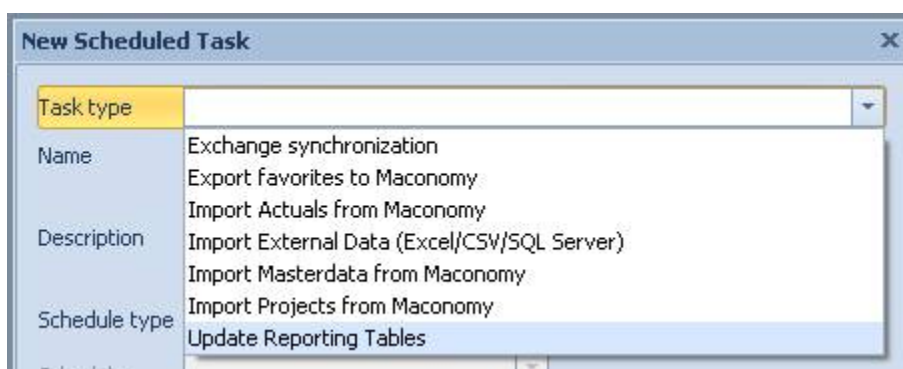 New Scheduled Task
Task type
Exchange synchronization
Name
Export favorites to Maconomy
Import Actuals from Maconomy
Description
Import External Data (Excel/CSV/SQL Server)
Import Masterdata from Maconomy
Import Projects from Maconomy
Schedule type
Update Reporting Tables